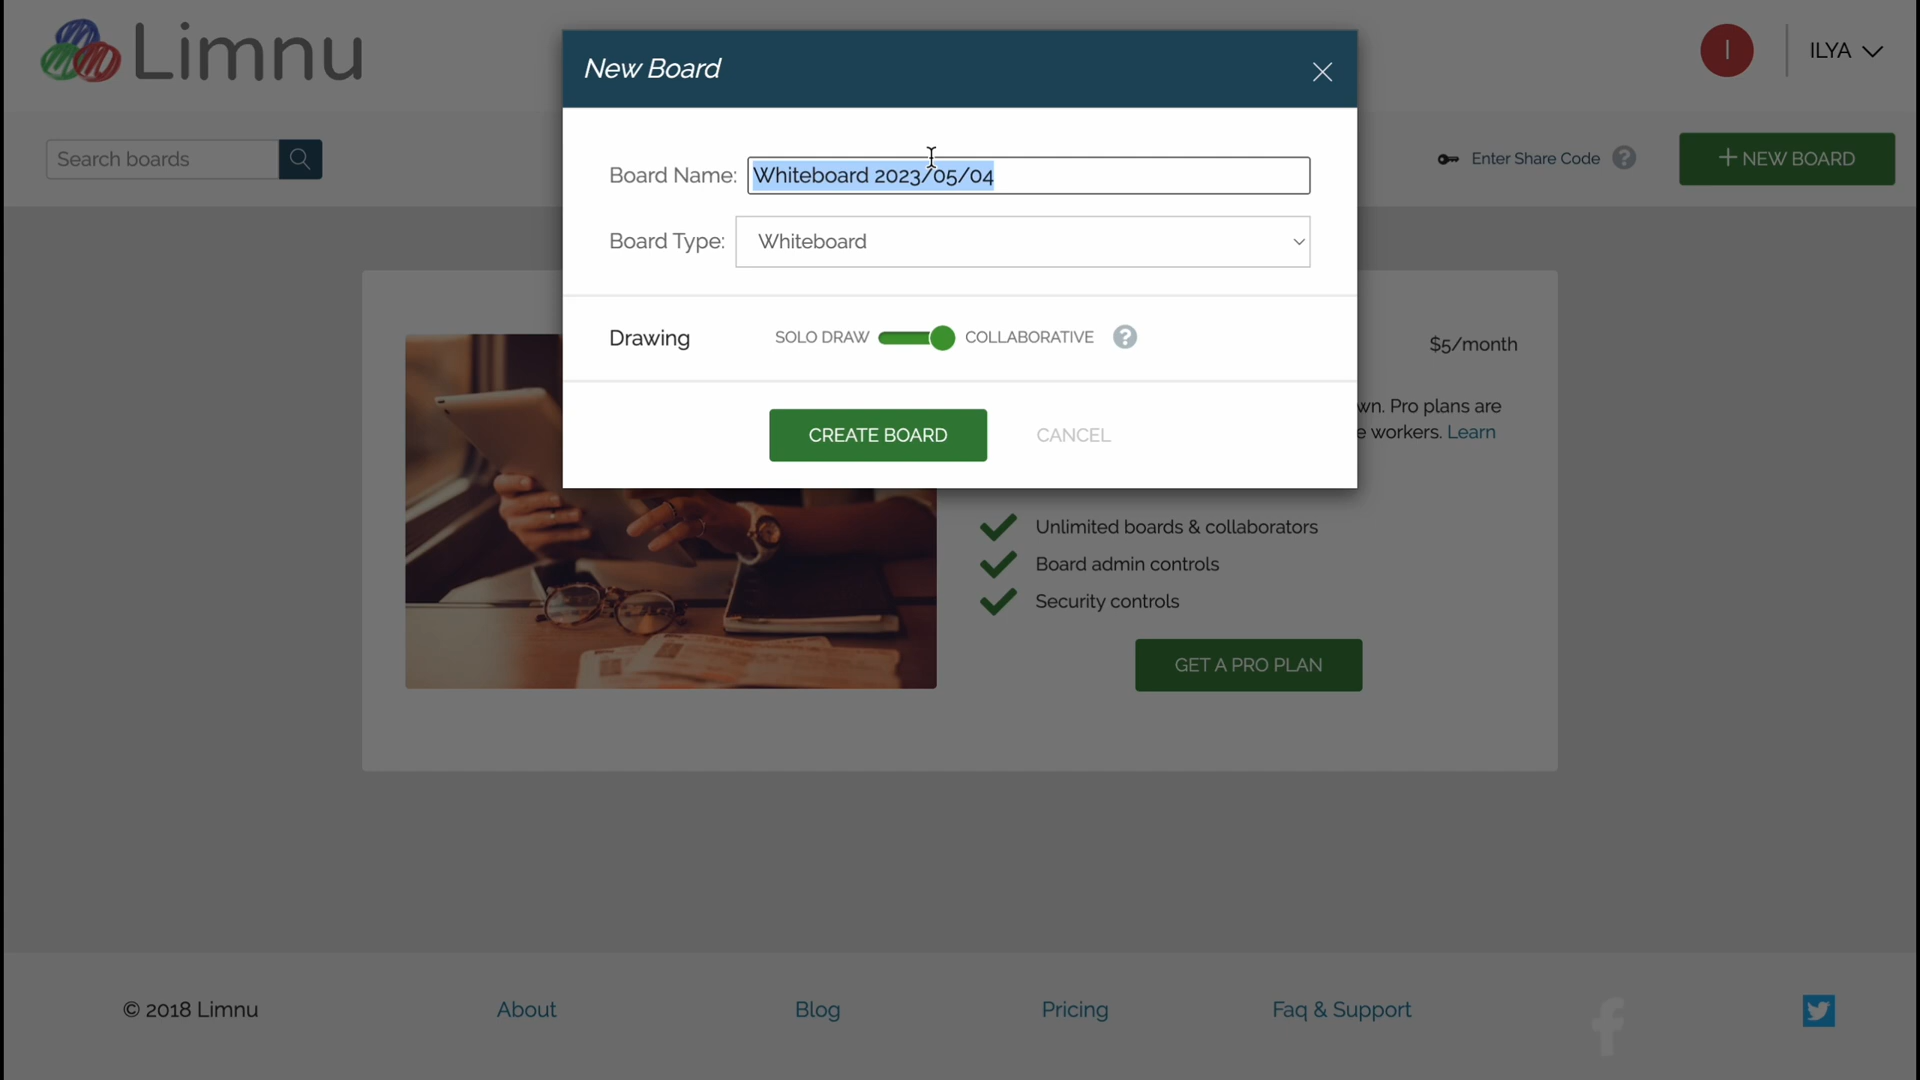 Limnu
New Board
I
ILYA
Search boards
Enter Share Code ?
+ NEW BOARD
Board Name: Whiteboard 2023/05/04
Board Type: Whiteboard
Drawing
SOLO DRAW
COLLABORATIVE ?
$5/month
wn. Pro plans are
e workers. Learn
CREATE BOARD
CANCEL
Unlimited boards & collaborators
Board admin controls
Security controls
GET A PRO PLAN
© 2018 Limnu
About
Blog
Pricing
Faq & Support